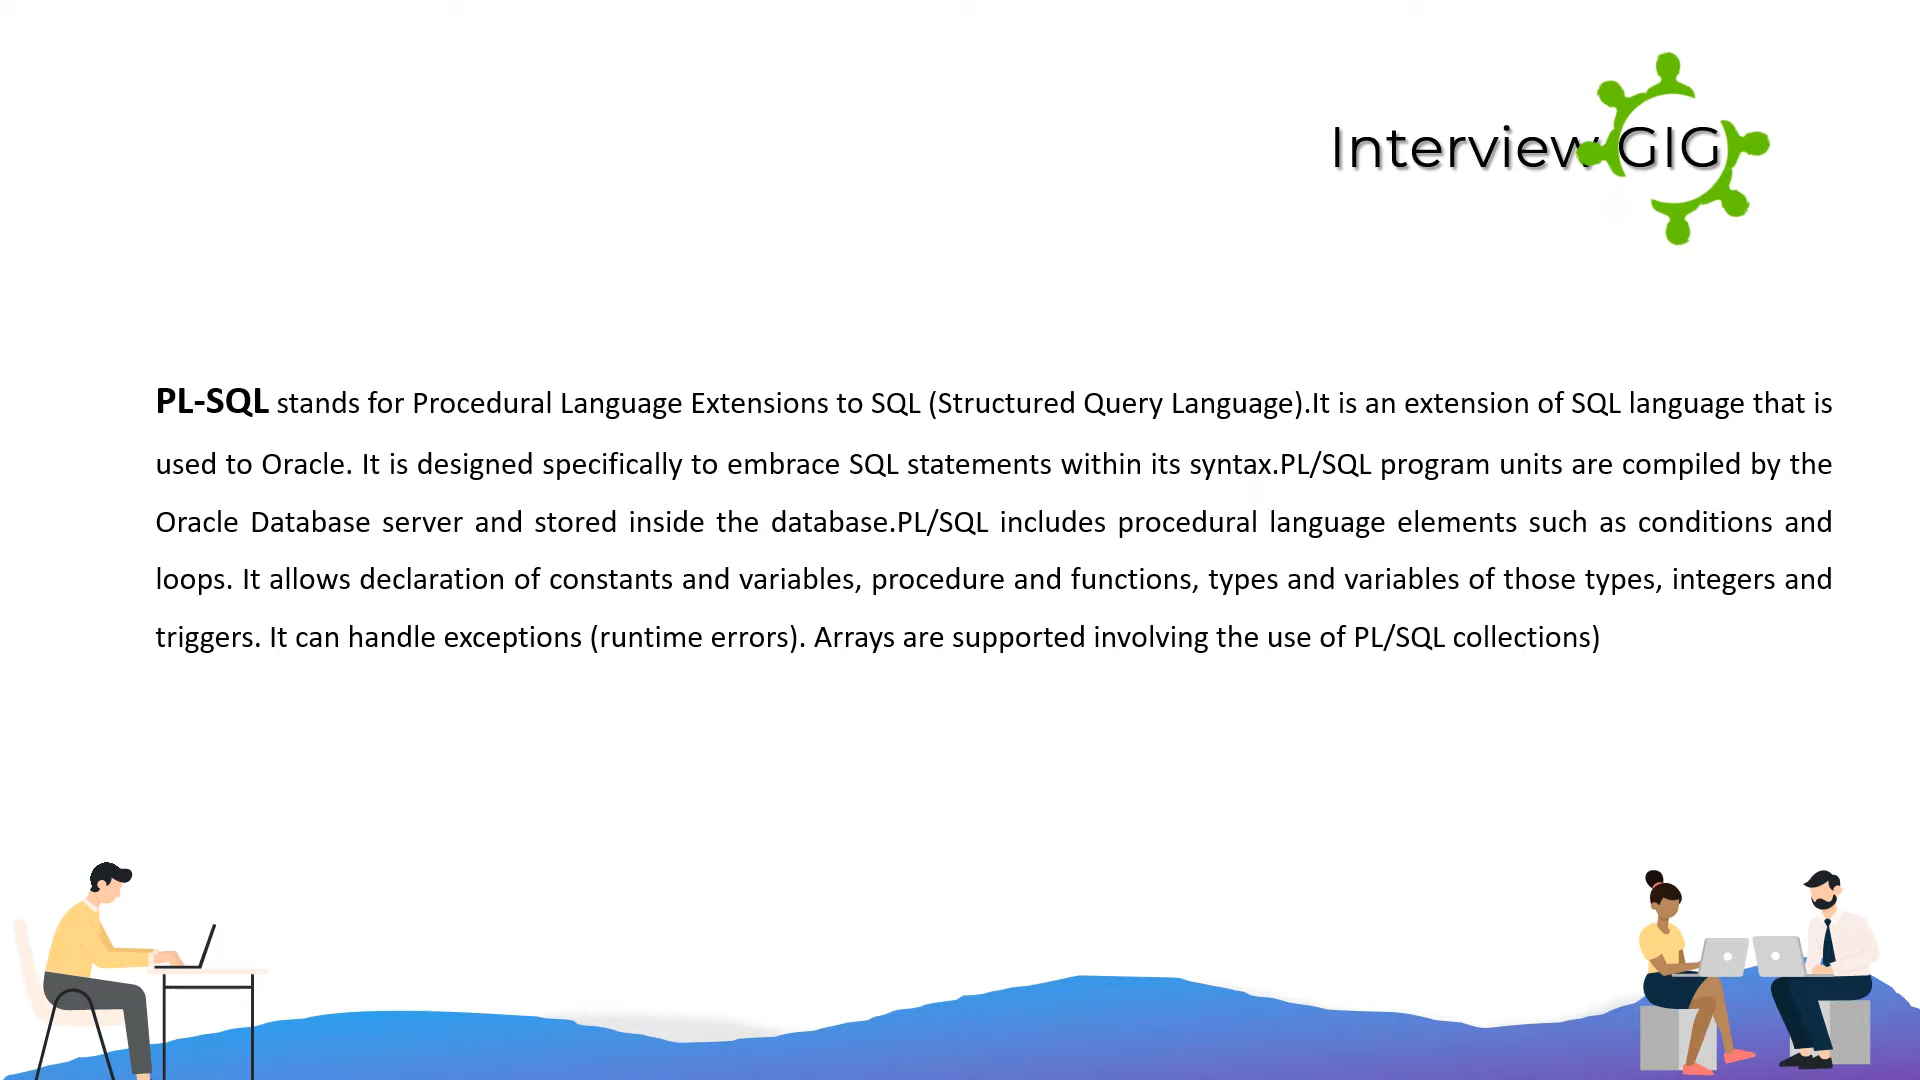 Interview GIG
PL-SQL stands for Procedural Language Extensions to SQL (Structured Query Language).It is an extension of SQL language that is
used to Oracle. It is designed specifically to embrace SQL statements within its syntax.PL/SQL program units are compiled by the
Oracle Database server and stored inside the database.PL/SQL includes procedural language elements such as conditions and
loops. It allows declaration of constants and variables, procedure and functions, types and variables of those types, integers and
triggers. It can handle exceptions (runtime errors). Arrays are supported involving the use of PL/SQL collections)